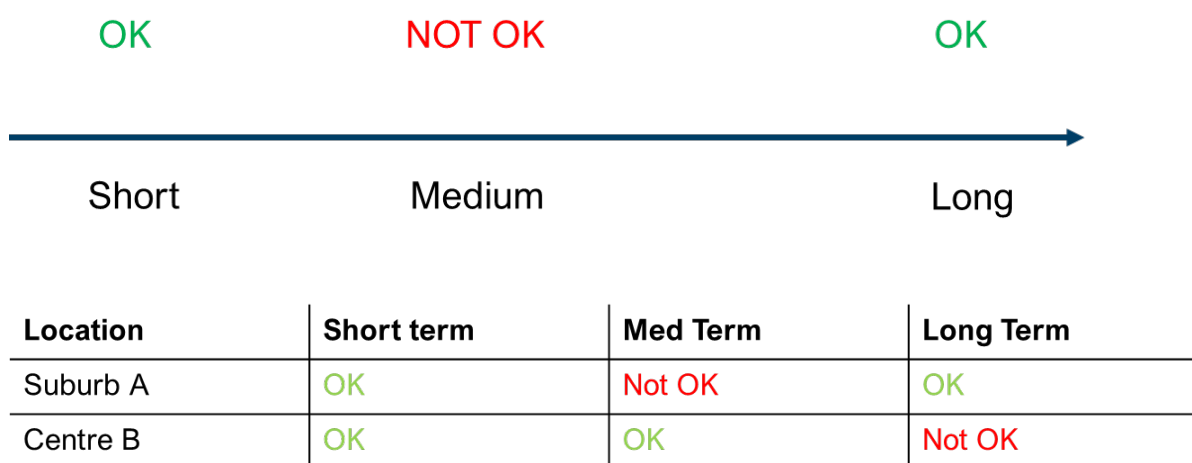 OK NOT OK OK
Short Medium Long
Location Short term Med Term Long Term
Suburb A OK Not OK OK
Centre B OK OK Not OK